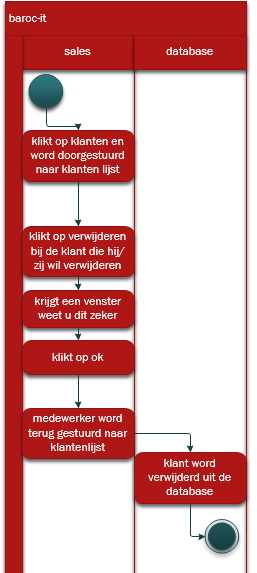 baroc-it
sales
database
klikt op klanten en
word doorgestuurd
naar klanten lijst
klikt op verwijderen
bij de klant die hij/
zij wil verwijderen
krijgt een venster
weet u dit zeker
klikt op ok
medewerker word
terug gestuurd naar
klantenlijst
klant word
verwijderd uit de
database